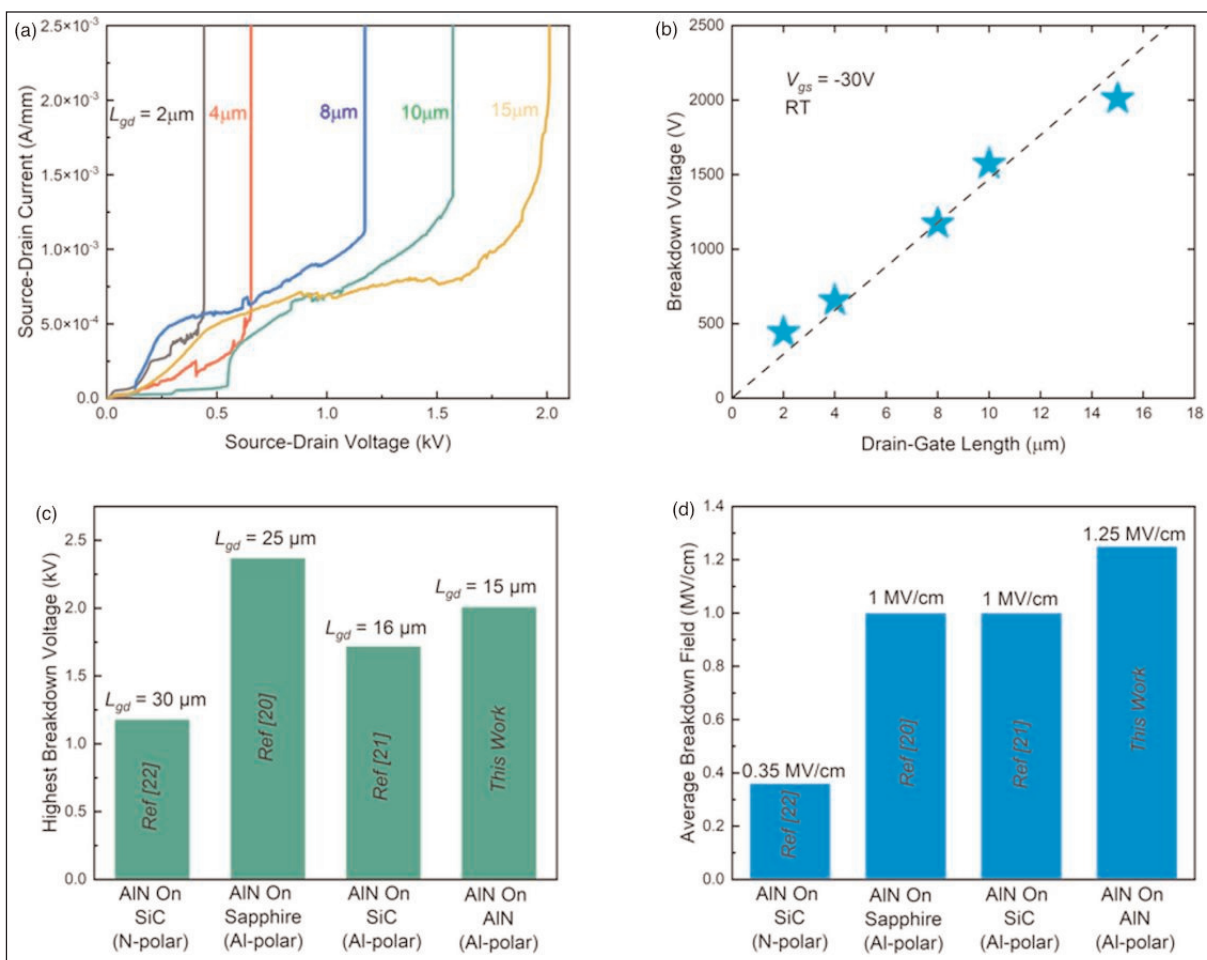 (a)
2.5×10⁻³
2.0×10⁻³
1.5×10⁻³
1.0×10⁻³
5.0×10⁻⁴
0.0
Source-Drain Current (A/mm)
L_gd = 2μm
4μm
8μm
10μm
15μm
0.0 0.5 1.0 1.5 2.0
Source-Drain Voltage (kV)
(b)
2500
2000
1500
1000
500
0
Breakdown Voltage (V)
V_gs = -30V
RT
0 2 4 6 8 10 12 14 16 18
Drain-Gate Length (μm)
(c)
2.5
2.0
1.5
1.0
0.5
0.0
Highest Breakdown Voltage (kV)
L_gd = 30 μm
L_gd = 25 μm
L_gd = 16 μm
L_gd = 15 μm
Ref [22]
Ref [20]
Ref [21]
This Work
AlN On
SiC
(N-polar)
AlN On
Sapphire
(Al-polar)
AlN On
SiC
(Al-polar)
AlN On
AlN
(Al-polar)
(d)
1.4
1.2
1.0
0.8
0.6
0.4
0.2
0.0
Average Breakdown Field (MV/cm)
0.35 MV/cm
1 MV/cm
1 MV/cm
1.25 MV/cm
Ref [22]
Ref [20]
Ref [21]
This Work
AlN On
SiC
(N-polar)
AlN On
Sapphire
(Al-polar)
AlN On
SiC
(Al-polar)
AlN On
AlN
(Al-polar)